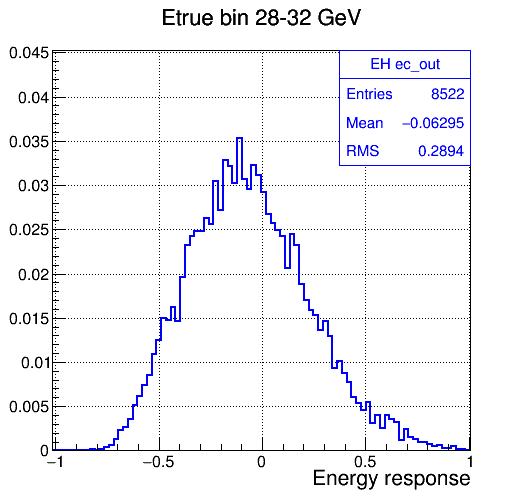 Etrue bin 28-32 GeV
EH ec_out
Entries 8522
Mean −0.06295
RMS 0.2894
0.045
0.04
0.035
0.03
0.025
0.02
0.015
0.01
0.005
0
−1 −0.5 0 0.5 1
Energy response